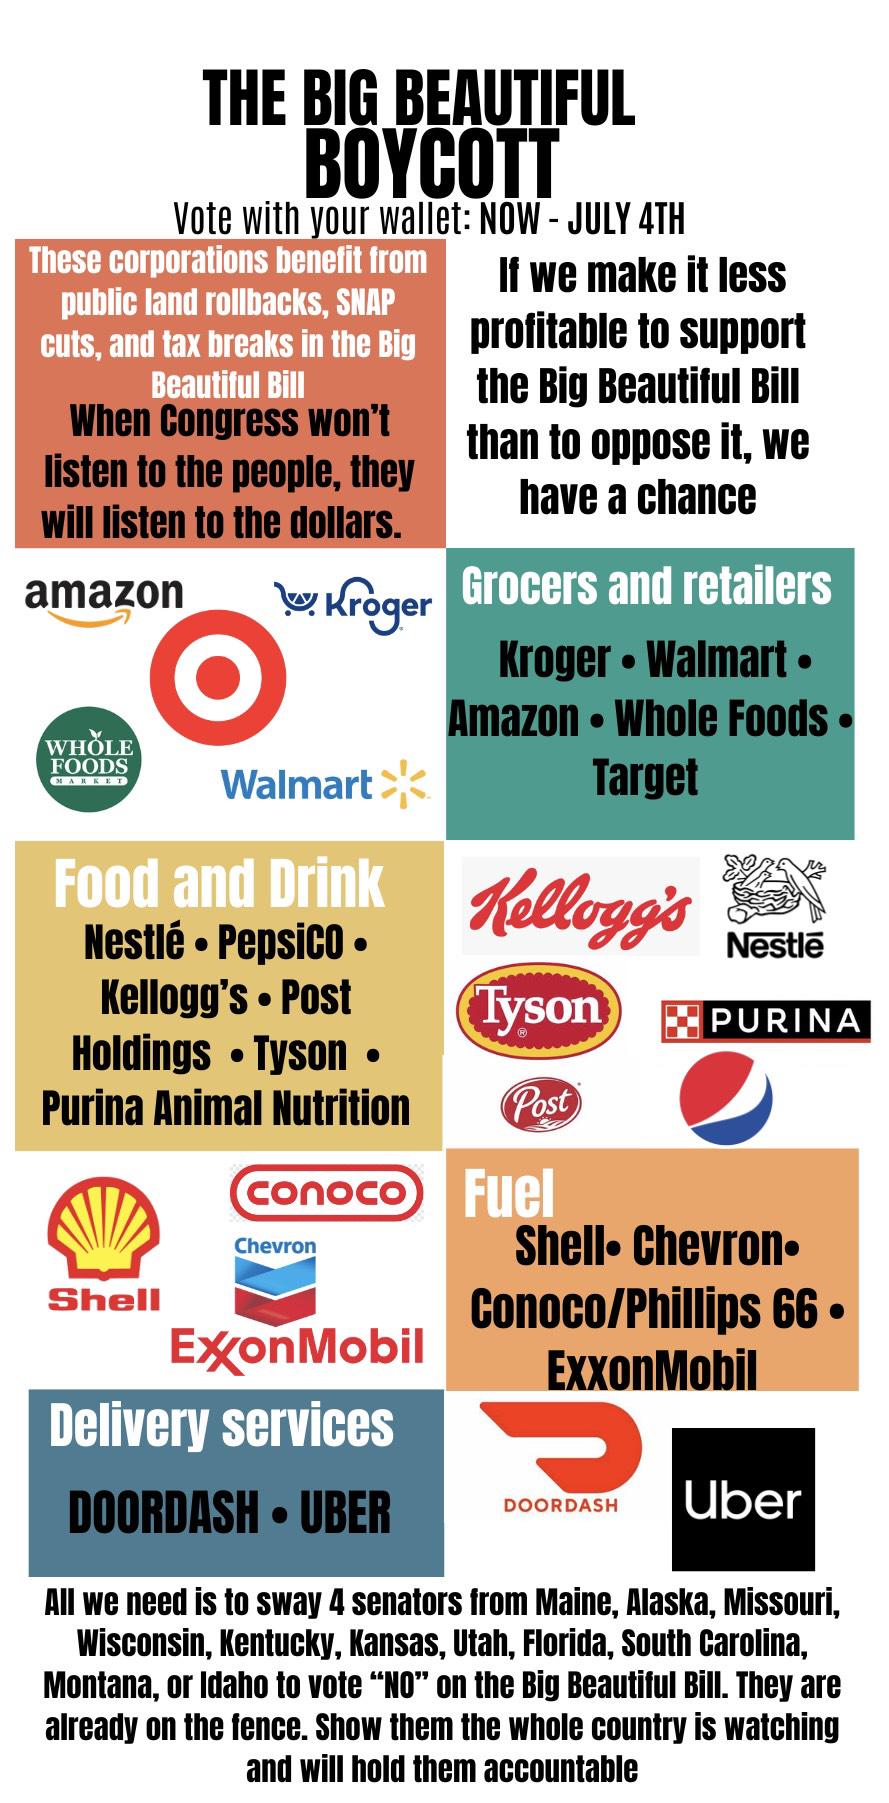 THE BIG BEAUTIFUL
BOYCOTT
Vote with your wallet: NOW - JULY 4TH
These corporations benefit from
public land rollbacks, SNAP
cuts, and tax breaks in the Big
Beautiful Bill
When Congress won't
listen to the people, they
will listen to the dollars.
If we make it less
profitable to support
the Big Beautiful Bill
than to oppose it, we
have a chance
amazon
Kroger
WHOLE
FOODS
MARKET
Walmart
Grocers and retailers
Kroger • Walmart •
Amazon • Whole Foods •
Target
Food and Drink
Nestlé • PepsiCO •
Kellogg's • Post
Holdings • Tyson •
Purina Animal Nutrition
Kellogg's
Nestlé
Tyson
®
PURINA
Post
Shell
conoco
Chevron
ExxonMobil
Fuel
Shell• Chevron•
Conoco/Phillips 66 •
ExxonMobil
Delivery services
DOORDASH • UBER
DOORDASH
Uber
All we need is to sway 4 senators from Maine, Alaska, Missouri,
Wisconsin, Kentucky, Kansas, Utah, Florida, South Carolina,
Montana, or Idaho to vote “NO” on the Big Beautiful Bill. They are
already on the fence. Show them the whole country is watching
and will hold them accountable